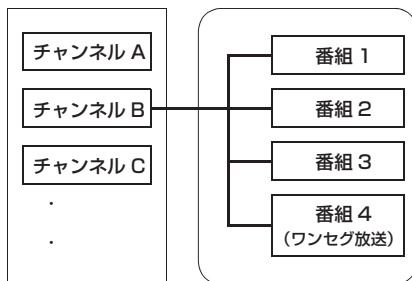 チャンネル A
チャンネル B
チャンネル C
・
・
番組 1
番組 2
番組 3
番組 4
（ワンセグ放送）